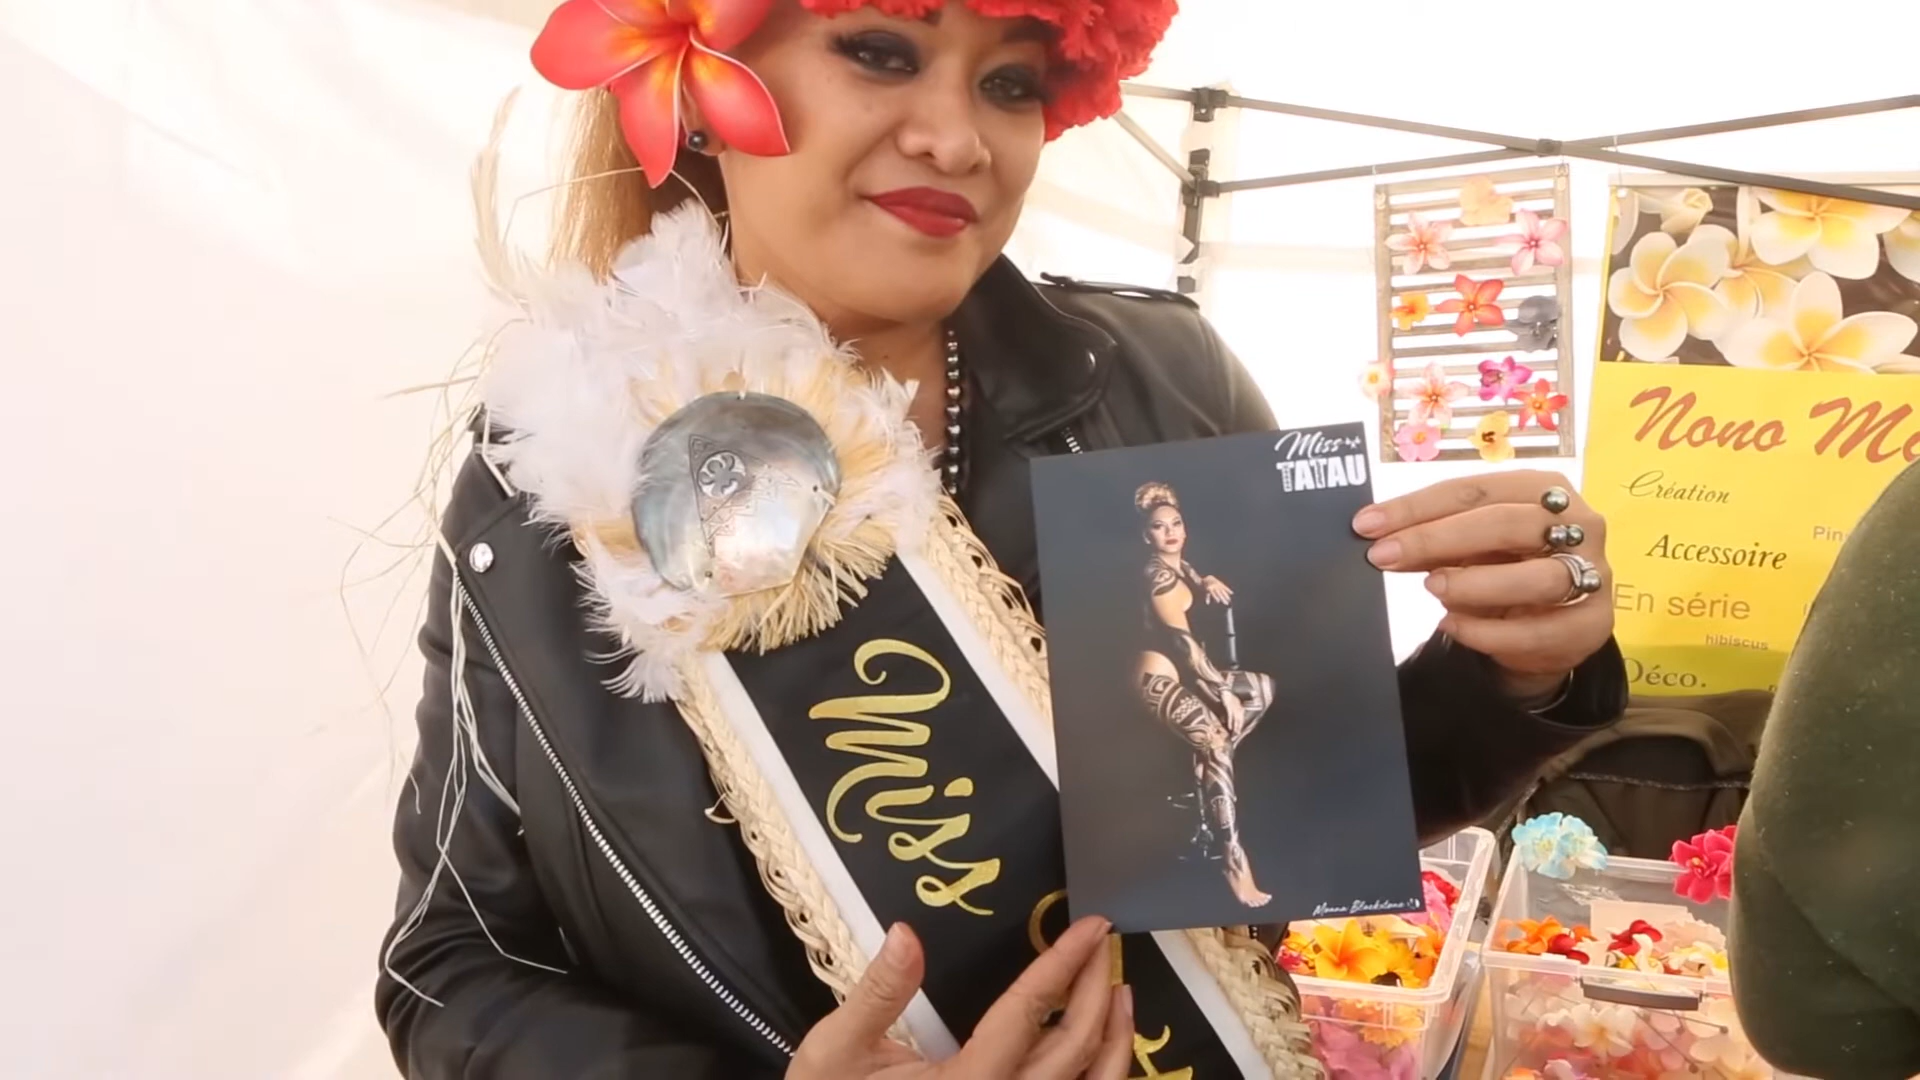 Miss
Miss
TATAU
Moana Blackstone
Nono
Création
Accessoire
En série
hibiscus
Déco.